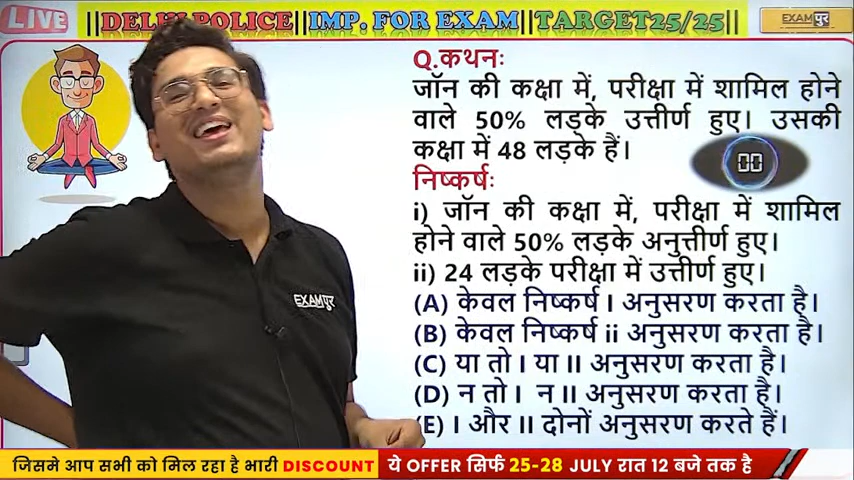 LIVE ||DELHI POLICE||IMP. FOR EXAM||TARGET25/25|| EXAMपुर
Q.कथनः
जॉन की कक्षा में, परीक्षा में शामिल होने
वाले 50% लड़के उत्तीर्ण हुए। उसकी
कक्षा में 48 लड़के हैं।
00
निष्कर्षः
i) जॉन की कक्षा में, परीक्षा में शामिल
होने वाले 50% लड़के अनुत्तीर्ण हुए।
ii) 24 लड़के परीक्षा में उत्तीर्ण हुए।
(A) केवल निष्कर्ष I अनुसरण करता है।
(B) केवल निष्कर्ष ii अनुसरण करता है।
(C) या तो I या II अनुसरण करता है।
(D) न तो I न II अनुसरण करता है।
(E) I और II दोनों अनुसरण करते हैं।
EXAMपुर
जिसमे आप सभी को मिल रहा है भारी DISCOUNT ये OFFER सिर्फ 25-28 JULY रात 12 बजे तक है